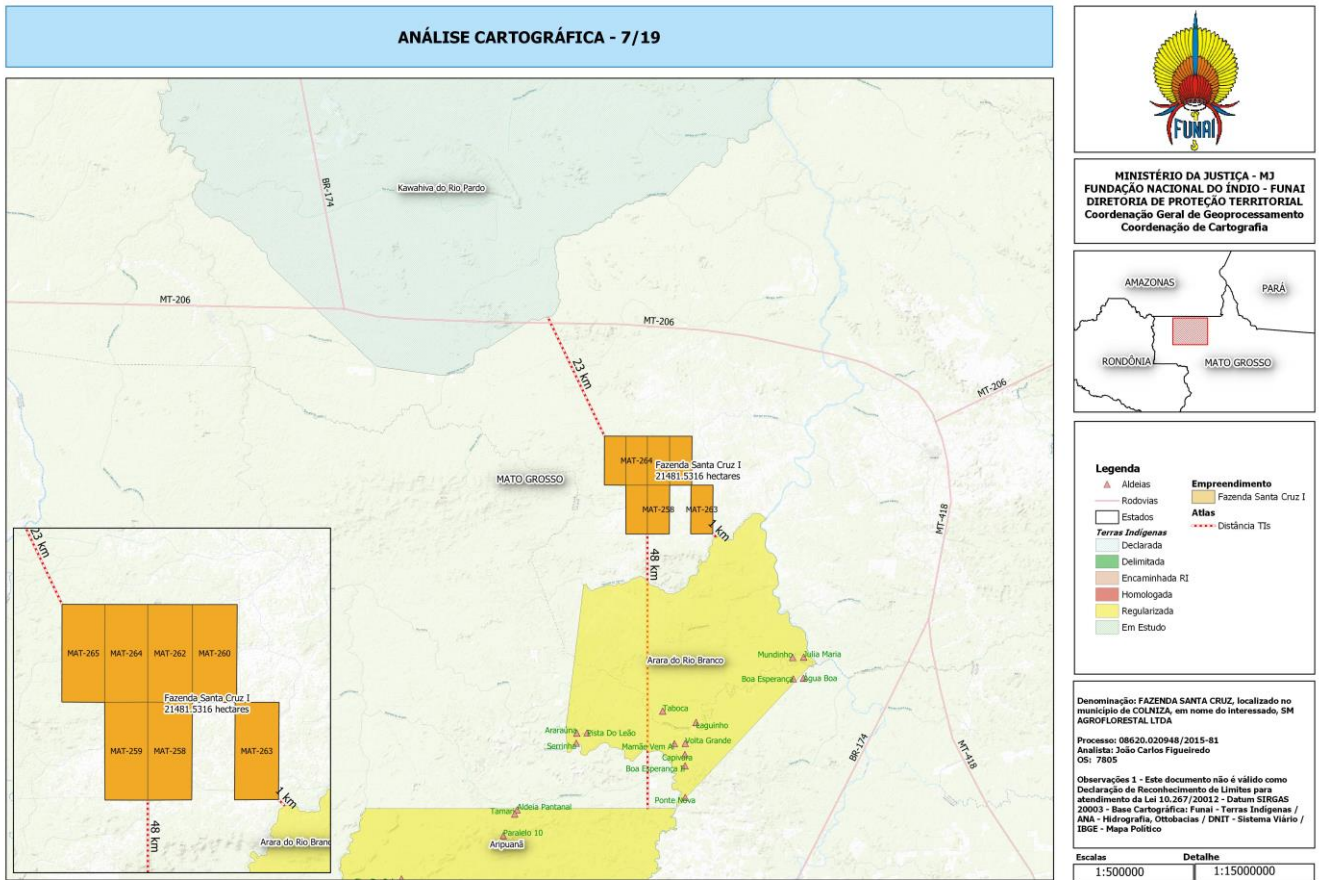 ANÁLISE CARTOGRÁFICA - 7/19
Kawahiva do Rio Pardo
BR-174
MT-206
MT-206
MT-206
23 km
MATO GROSSO
MAT-264
Fazenda Santa Cruz I
21481.5316 hectares
MAT-258
MAT-263
1 km
48 km
MT-418
Arara do Rio Branco
Mundinho
Julia Maria
Boa Esperança
Água Boa
Taboca
Laguinho
Araraúna
Pista Do Leão
Serrinha
Volta Grande
Capivara
Boa Esperança II
Ponte Nova
Aldeia Pantanal
Paralelo 10
Aripuanã
BR-174
MT-418
23 km
MAT-265
MAT-264
MAT-262
MAT-260
Fazenda Santa Cruz I
21481.5316 hectares
MAT-259
MAT-258
MAT-263
1 km
48 km
Arara do Rio Branc
FUNAI
MINISTÉRIO DA JUSTIÇA - MJ
FUNDAÇÃO NACIONAL DO ÍNDIO - FUNAI
DIRETORIA DE PROTEÇÃO TERRITORIAL
Coordenação Geral de Geoprocessamento
Coordenação de Cartografia
AMAZONAS
PARÁ
RONDÔNIA
MATO GROSSO
Legenda
Aldeias
Rodovias
Estados
Terras Indígenas
Declarada
Delimitada
Encaminhada RI
Homologada
Regularizada
Em Estudo
Empreendimento
Fazenda Santa Cruz I
Atlas
Distância TIs
Denominação: FAZENDA SANTA CRUZ, localizado no
município de COLNIZA, em nome do interessado, SM
AGROFLORESTAL LTDA
Processo: 08620.020948/2015-81
Analista: João Carlos Figueiredo
OS: 7805
Observações 1 - Este documento não é válido como
Declaração de Reconhecimento de Limites para
atendimento da Lei 10.267/20012 - Datum SIRGAS
20003 - Base Cartográfica: Funai - Terras Indígenas /
ANA - Hidrografia, Ottobacias / DNIT - Sistema Viário /
IBGE - Mapa Político
Escalas
Detalhe
1:500000
1:15000000